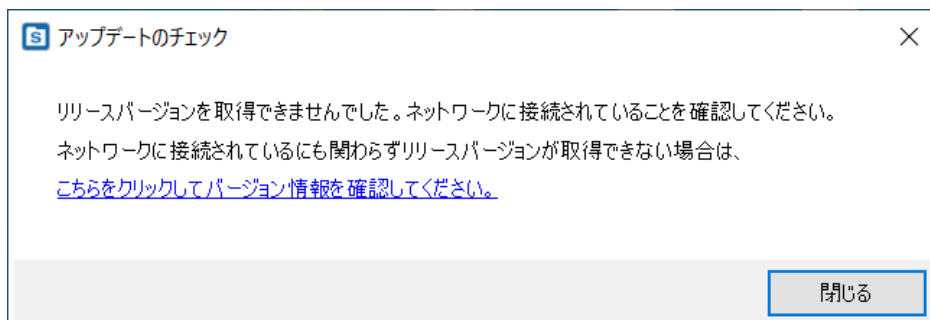 S アップデートのチェック
リリースバージョンを取得できませんでした。ネットワークに接続されていることを確認してください。
ネットワークに接続されているにも関わらずリリースバージョンが取得できない場合は、
こちらをクリックしてバージョン情報を確認してください。
閉じる